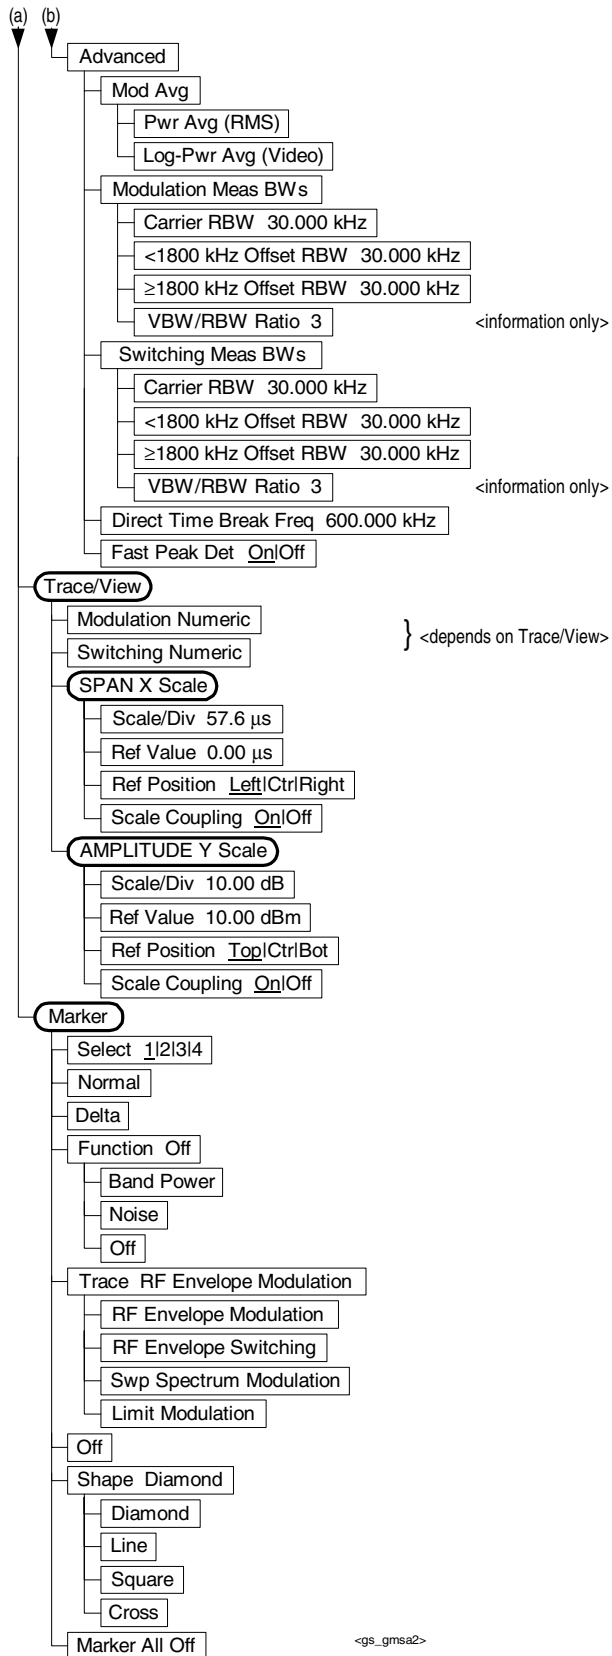 (a) (b)
Advanced
Mod Avg
Pwr Avg (RMS)
Log-Pwr Avg (Video)
Modulation Meas BWs
Carrier RBW 30.000 kHz
<1800 kHz Offset RBW 30.000 kHz
≥1800 kHz Offset RBW 30.000 kHz
VBW/RBW Ratio 3 <information only>
Switching Meas BWs
Carrier RBW 30.000 kHz
<1800 kHz Offset RBW 30.000 kHz
≥1800 kHz Offset RBW 30.000 kHz
VBW/RBW Ratio 3 <information only>
Direct Time Break Freq 600.000 kHz
Fast Peak Det On|Off
Trace/View
Modulation Numeric
} <depends on Trace/View>
Switching Numeric
SPAN X Scale
Scale/Div 57.6 µs
Ref Value 0.00 µs
Ref Position Left|Ctr|Right
Scale Coupling On|Off
AMPLITUDE Y Scale
Scale/Div 10.00 dB
Ref Value 10.00 dBm
Ref Position Top|Ctr|Bot
Scale Coupling On|Off
Marker
Select 1|2|3|4
Normal
Delta
Function Off
Band Power
Noise
Off
Trace RF Envelope Modulation
RF Envelope Modulation
RF Envelope Switching
Swp Spectrum Modulation
Limit Modulation
Off
Shape Diamond
Diamond
Line
Square
Cross
Marker All Off <gs_gmsa2>